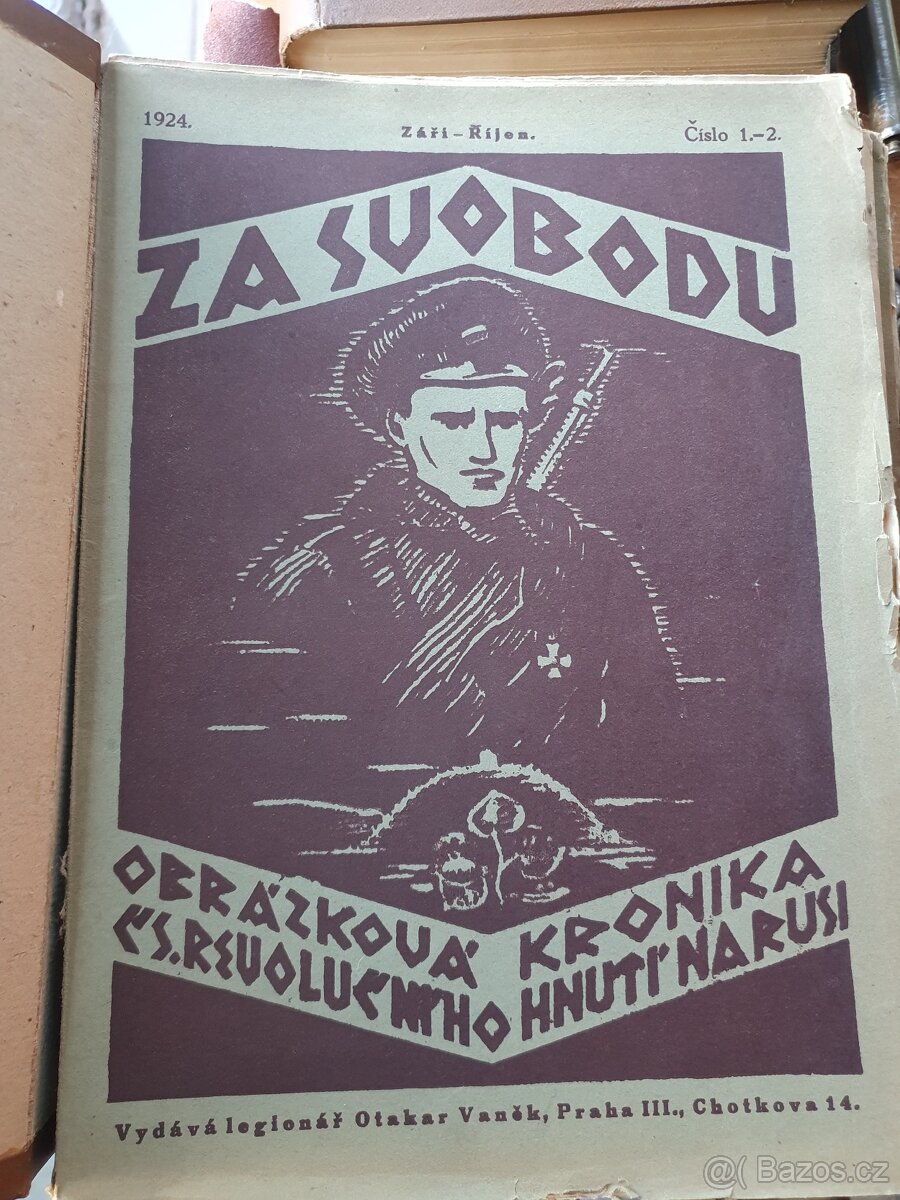 1924.
Září–Říjen.
Číslo 1.–2.
ZA SVOBODU
OBRÁZKOVÁ KRONIKA
ČS. REVOLUČNÍHO HNUTÍ NA RUSI
Vydává legionář Otakar Vaněk, Praha III., Chotkova 14.
@( Bazos.cz